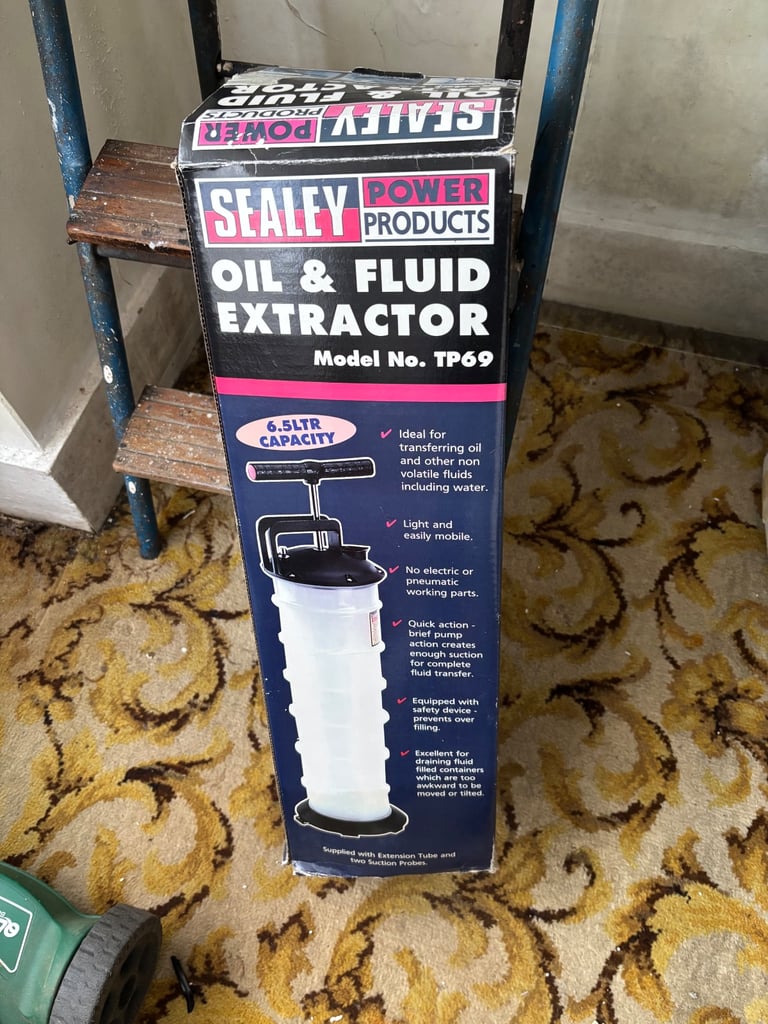 OIL & FLUID
EXTRACTOR
SEALEY POWER
PRODUCTS
SEALEY POWER
PRODUCTS
OIL & FLUID
EXTRACTOR
Model No. TP69
6.5LTR
CAPACITY
✓ Ideal for
transferring oil
and other non
volatile fluids
including water.
✓ Light and
easily mobile.
✓ No electric or
pneumatic
working parts.
✓ Quick action -
brief pump
action creates
enough suction
for complete
fluid transfer.
✓ Equipped with
safety device -
prevents over
filling.
✓ Excellent for
draining fluid
filled containers
which are too
awkward to be
moved or tilted.
Supplied with Extension Tube and
two Suction Probes.